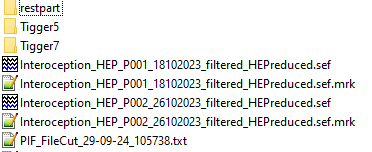 restpart
Tigger5
Tigger7
Interoception_HEP_P001_18102023_filtered_HEPreduced.sef
Interoception_HEP_P001_18102023_filtered_HEPreduced.sef.mrk
Interoception_HEP_P002_26102023_filtered_HEPreduced.sef
Interoception_HEP_P002_26102023_filtered_HEPreduced.sef.mrk
PIF_FileCut_29-09-24_105738.txt